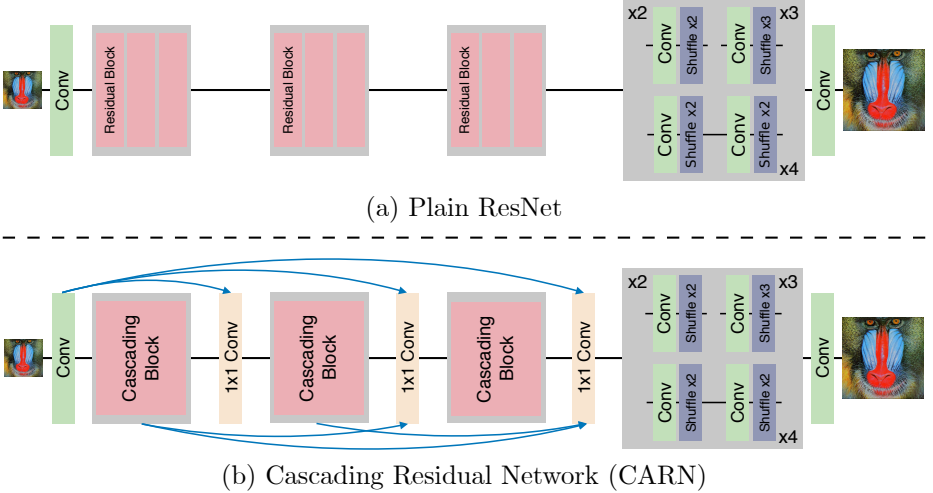 Conv
Residual Block
Residual Block
Residual Block
x2
Conv
Shuffle x2
Conv
Shuffle x3
x3
Conv
Shuffle x2
Conv
Shuffle x2
x4
Conv
(a) Plain ResNet
Conv
Cascading
Block
1x1 Conv
Cascading
Block
1x1 Conv
Cascading
Block
1x1 Conv
x2
Conv
Shuffle x2
Conv
Shuffle x3
x3
Conv
Shuffle x2
Conv
Shuffle x2
x4
Conv
(b) Cascading Residual Network (CARN)